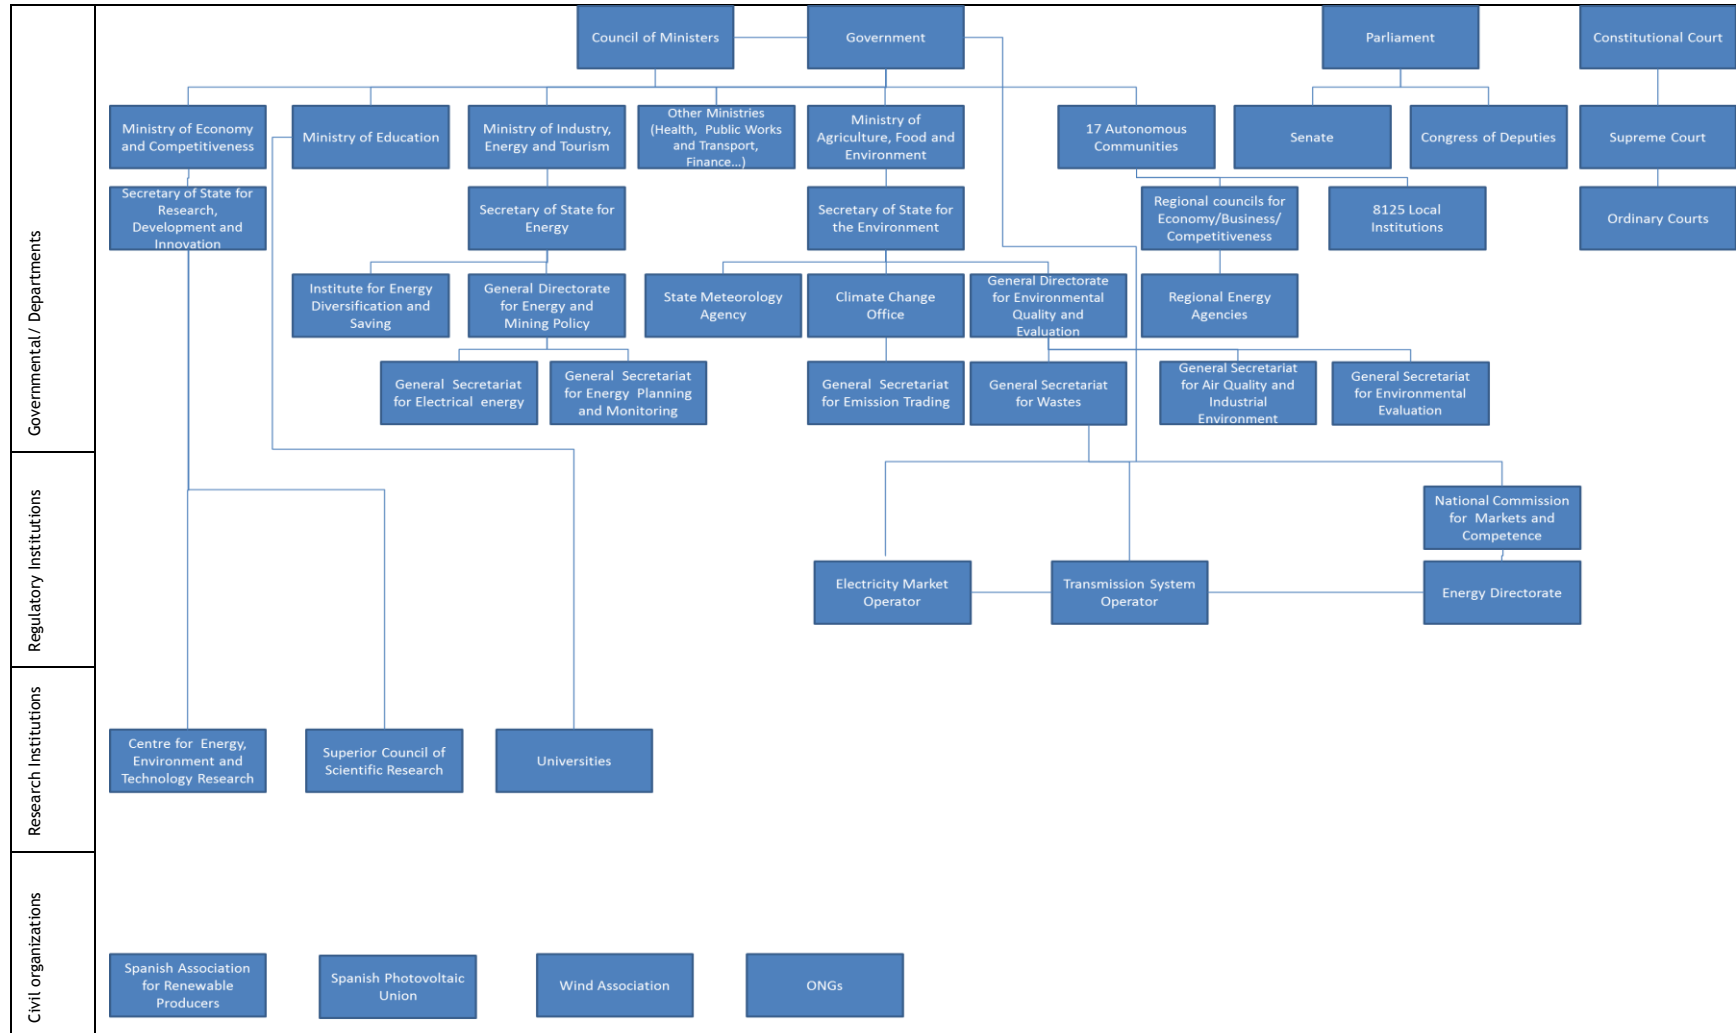 Governmental / Departments
Council of Ministers
Government
Parliament
Constitutional Court
Ministry of Economy
and Competitiveness
Ministry of Education
Ministry of Industry,
Energy and Tourism
Other Ministries
(Health, Public Works
and Transport,
Finance...)
Ministry of
Agriculture, Food and
Environment
17 Autonomous
Communities
Senate
Congress of Deputies
Supreme Court
Secretary of State for
Research,
Development and
Innovation
Secretary of State for
Energy
Secretary of State for
the Environment
Regional councils for
Economy/Business/
Competitiveness
8125 Local
Institutions
Ordinary Courts
Institute for Energy
Diversification and
Saving
General Directorate
for Energy and
Mining Policy
State Meteorology
Agency
Climate Change
Office
General Directorate
for Environmental
Quality and
Evaluation
Regional Energy
Agencies
General Secretariat
for Electrical energy
General Secretariat
for Energy Planning
and Monitoring
General Secretariat
for Emission Trading
General Secretariat
for Wastes
General Secretariat
for Air Quality and
Industrial
Environment
General Secretariat
for Environmental
Evaluation
Regulatory Institutions
National Commission
for Markets and
Competence
Electricity Market
Operator
Transmission System
Operator
Energy Directorate
Research Institutions
Centre for Energy,
Environment and
Technology Research
Superior Council of
Scientific Research
Universities
Civil organizations
Spanish Association
for Renewable
Producers
Spanish Photovoltaic
Union
Wind Association
ONGs